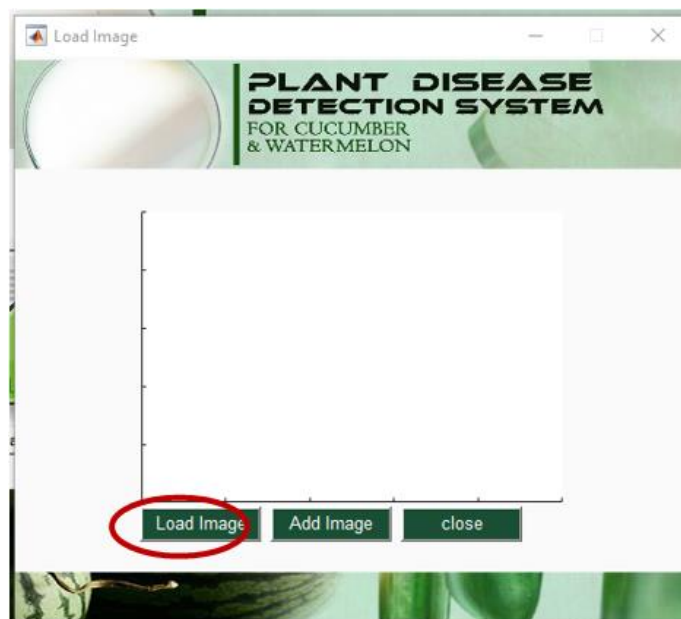 Load Image
PLANT DISEASE
DETECTION SYSTEM
FOR CUCUMBER
& WATERMELON
Load Image Add Image close